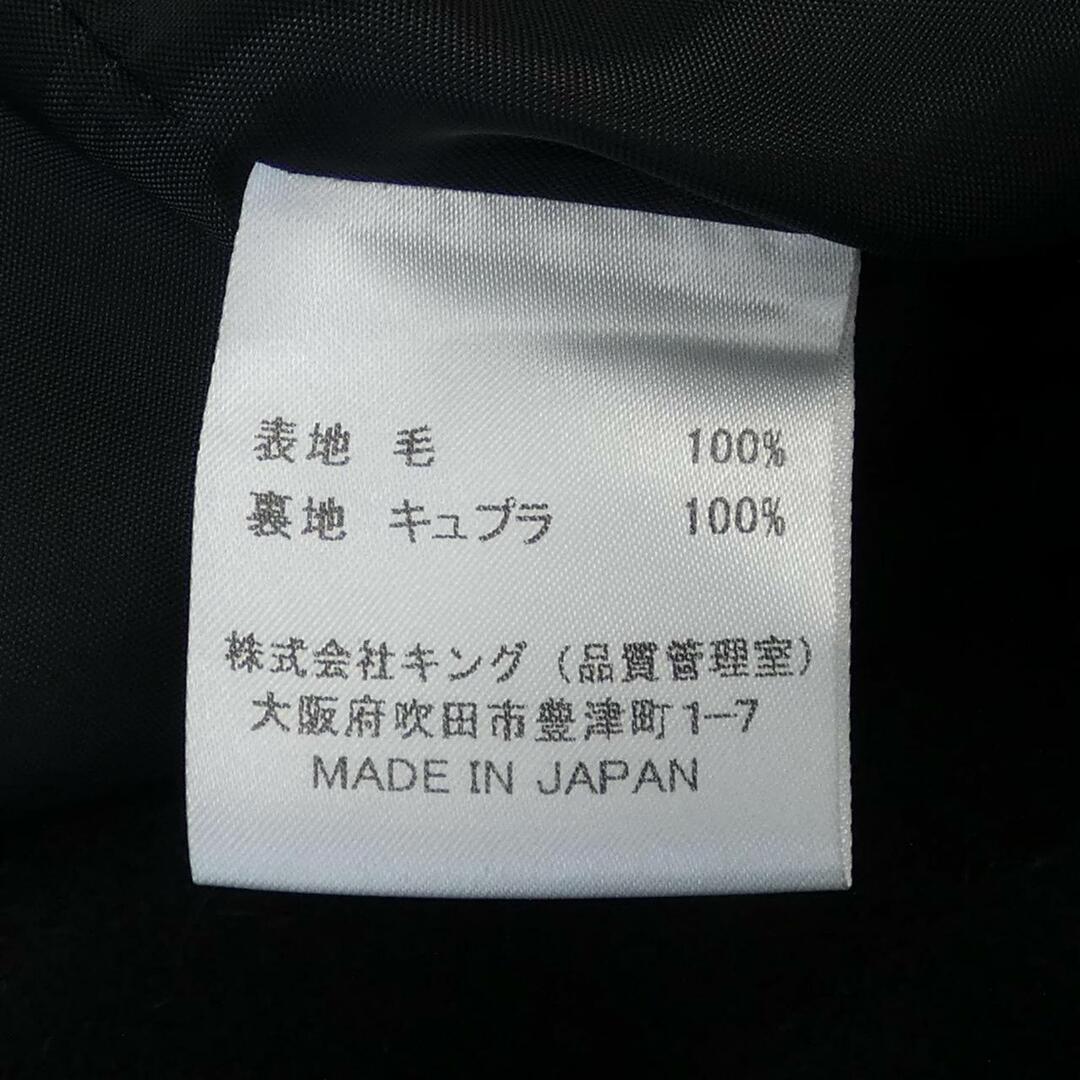 表地 毛 100%
裏地 キュプラ 100%
株式会社キング (品質管理室)
大阪府吹田市豊津町1-7
MADE IN JAPAN